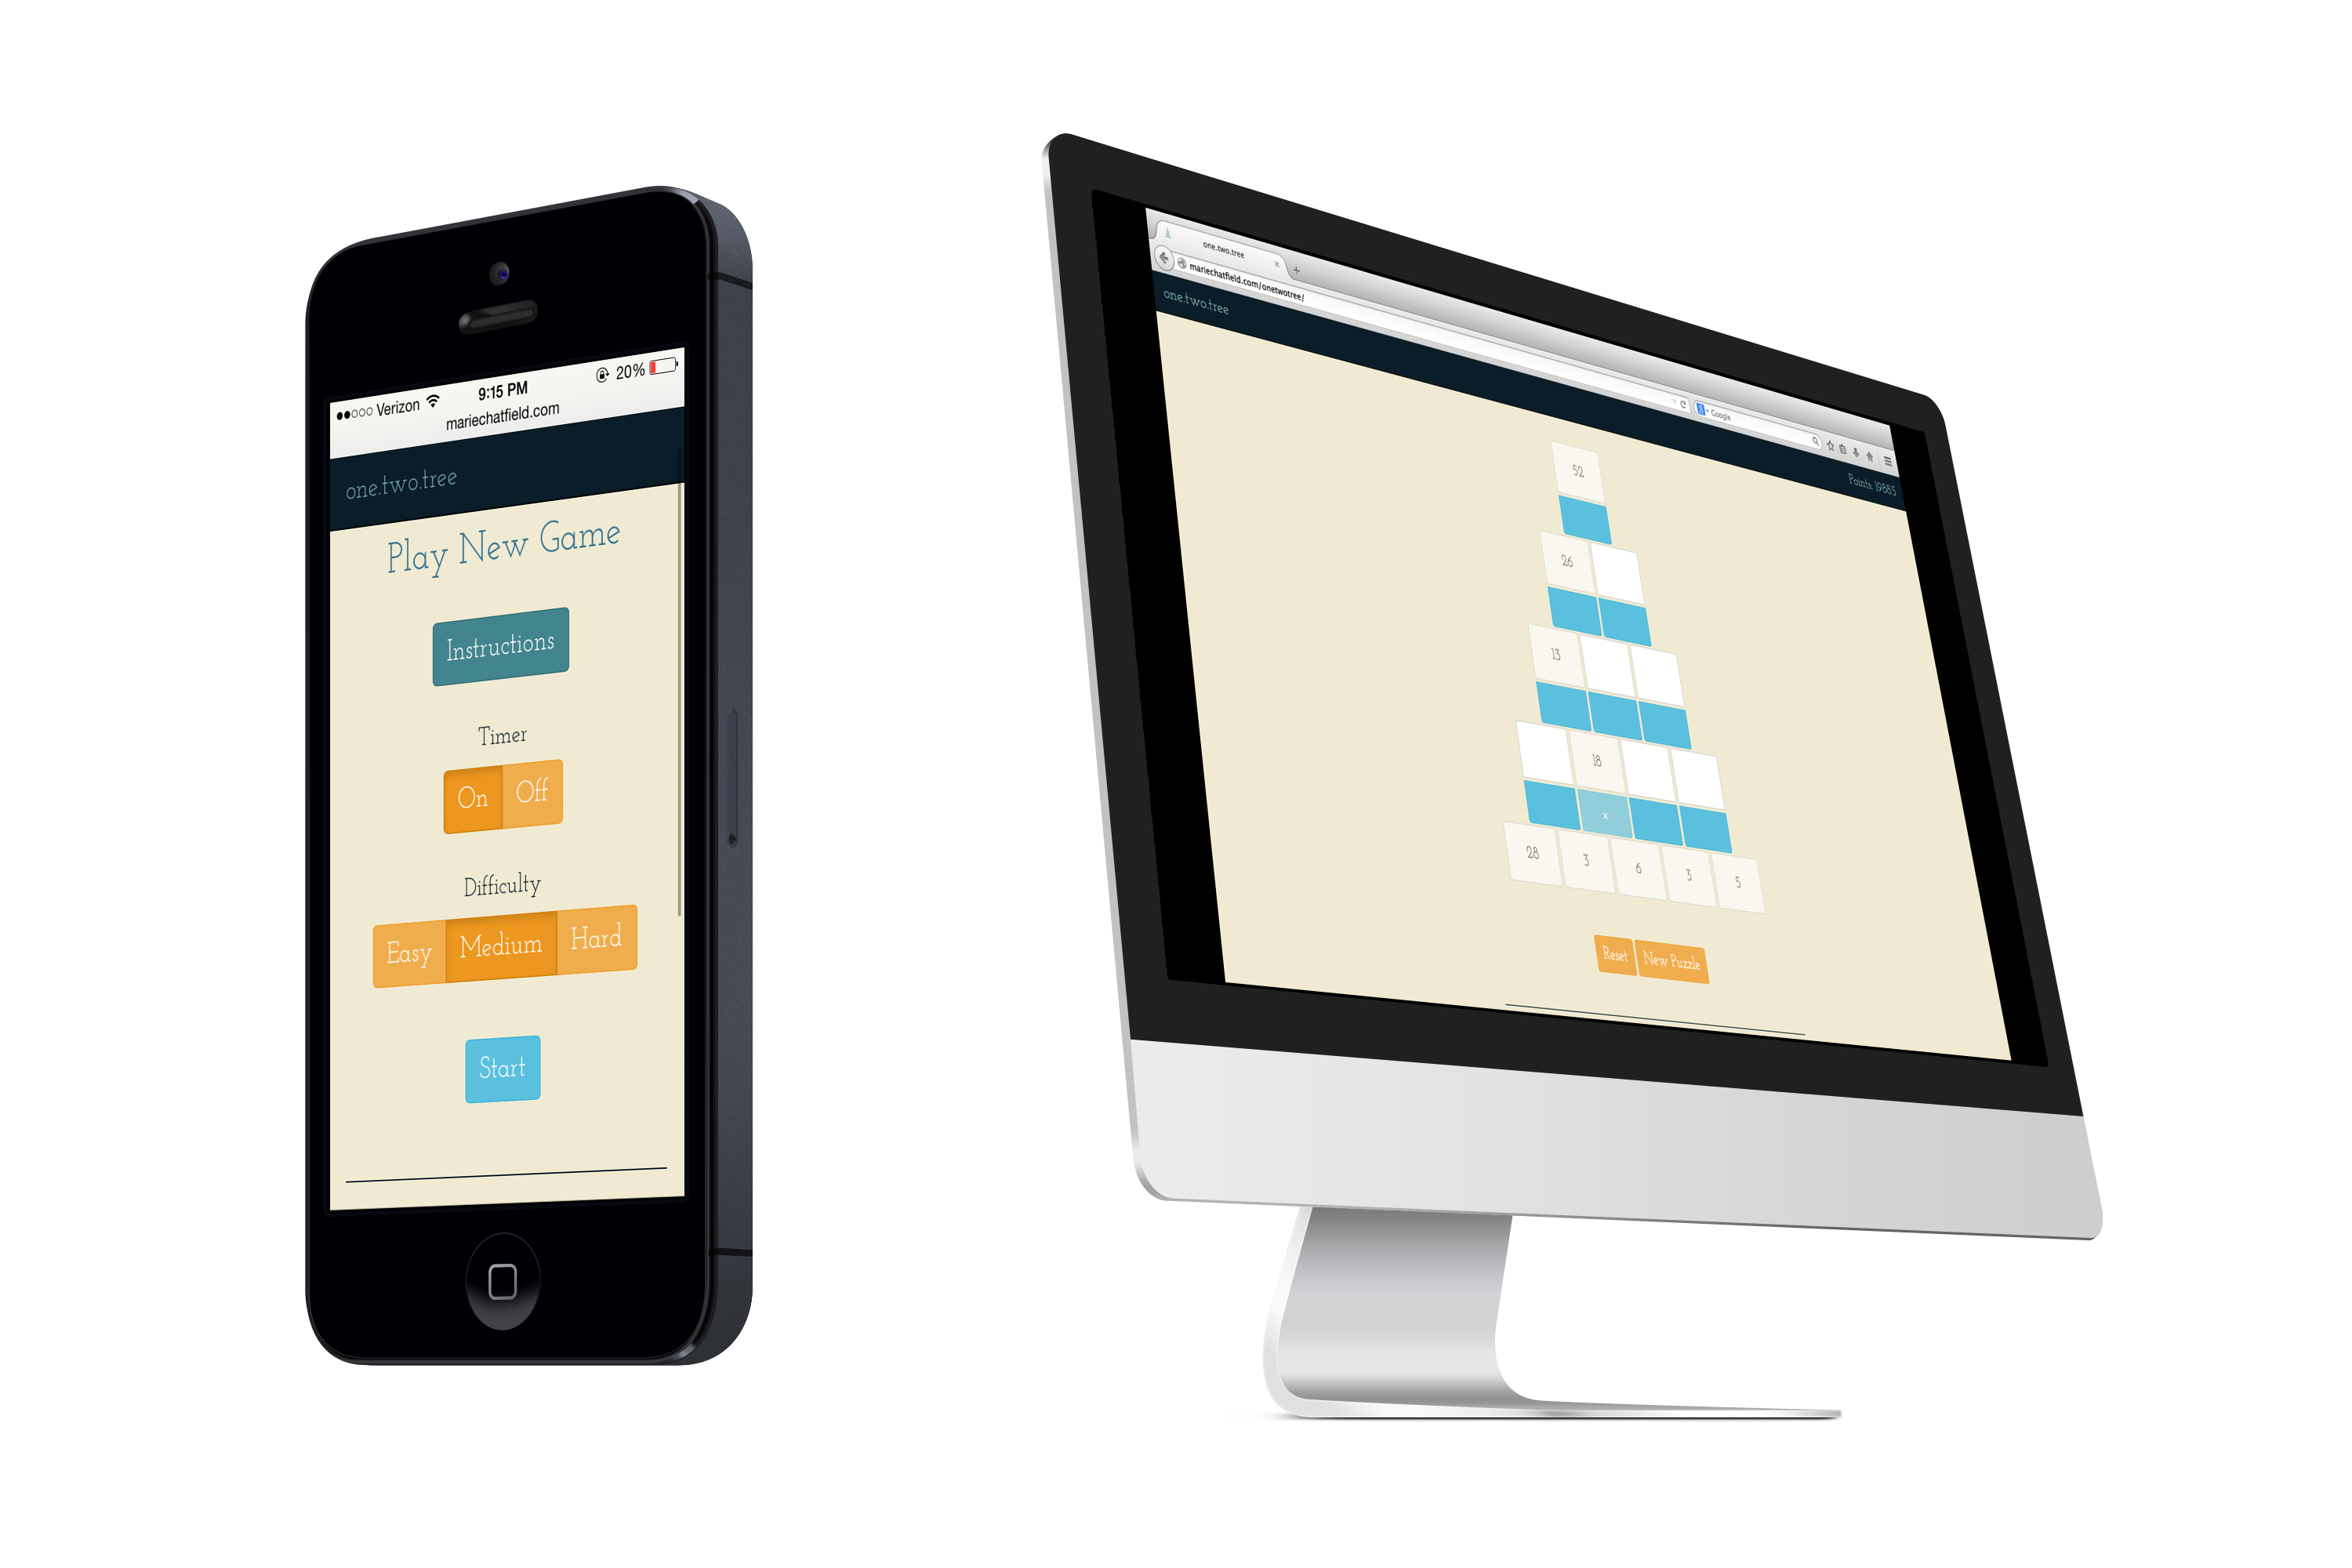 ●●○○○ Verizon 9:15 PM 20%
mariechatfield.com
one.two.tree
Play New Game
Instructions
Timer
On Off
Difficulty
Easy Medium Hard
Start
one.two.tree × +
mariechatfield.com/onetwotree/
Google
one.two.tree
Points: 19885
52
26
13
18
x
28 3 6 3 5
Reset New Puzzle